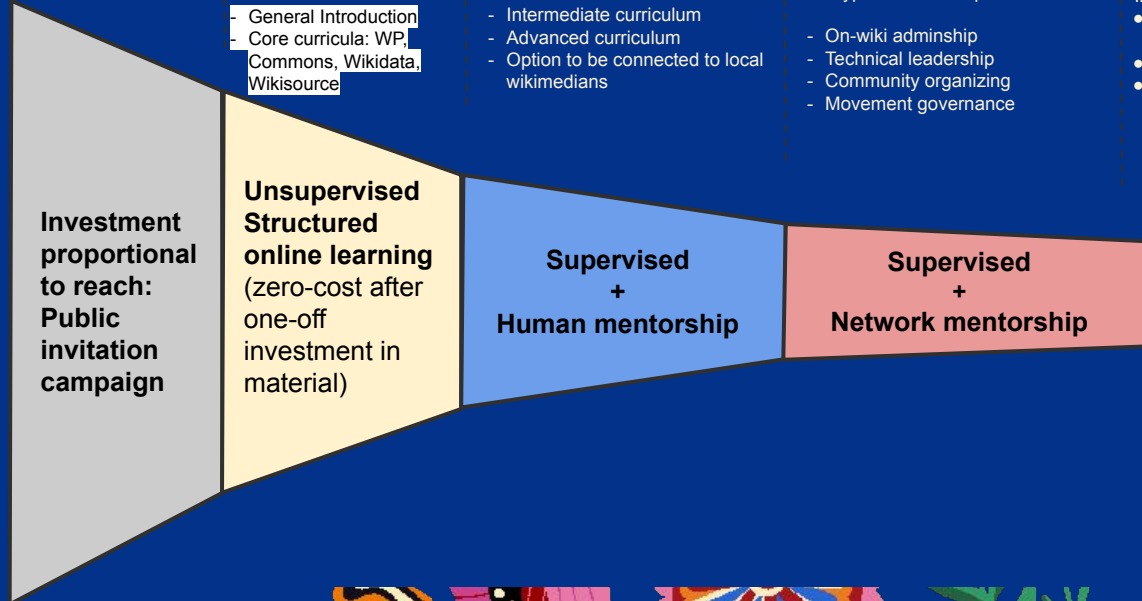 - General Introduction
- Core curricula: WP,
Commons, Wikidata,
Wikisource
- Intermediate curriculum
- Advanced curriculum
- Option to be connected to local
wikimedians
- On-wiki adminship
- Technical leadership
- Community organizing
- Movement governance
Investment
proportional
to reach:
Public
invitation
campaign
Unsupervised
Structured
online learning
(zero-cost after
one-off
investment in
material)
Supervised
+
Human mentorship
Supervised
+
Network mentorship